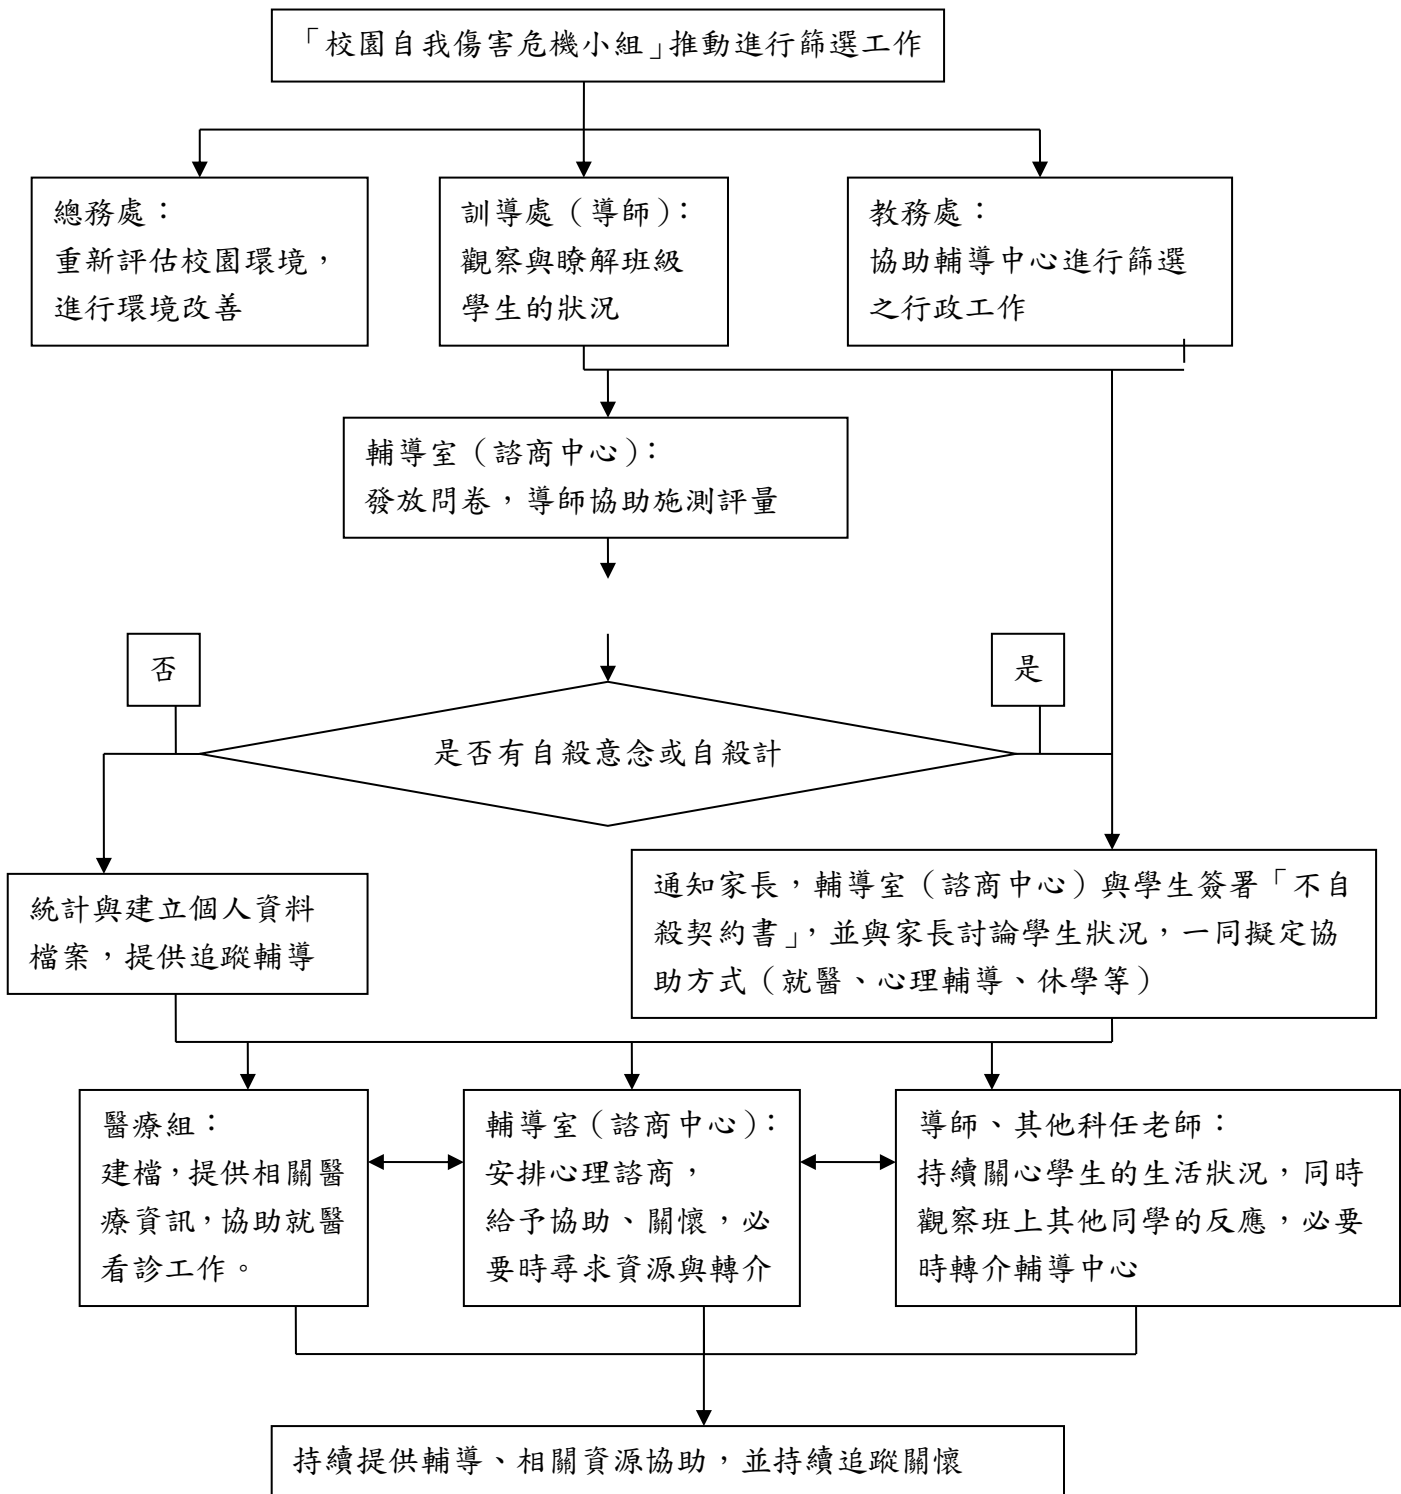 「校園自我傷害危機小組」推動進行篩選工作
總務處：
重新評估校園環境，
進行環境改善
訓導處（導師）：
觀察與瞭解班級
學生的狀況
教務處：
協助輔導中心進行篩選
之行政工作
輔導室（諮商中心）：
發放問卷，導師協助施測評量
否
是
是否有自殺意念或自殺計
統計與建立個人資料
檔案，提供追蹤輔導
通知家長，輔導室（諮商中心）與學生簽署「不自
殺契約書」，並與家長討論學生狀況，一同擬定協
助方式（就醫、心理輔導、休學等）
醫療組：
建檔，提供相關醫
療資訊，協助就醫
看診工作。
輔導室（諮商中心）：
安排心理諮商，
給予協助、關懷，必
要時尋求資源與轉介
導師、其他科任老師：
持續關心學生的生活狀況，同時
觀察班上其他同學的反應，必要
時轉介輔導中心
持續提供輔導、相關資源協助，並持續追蹤關懷